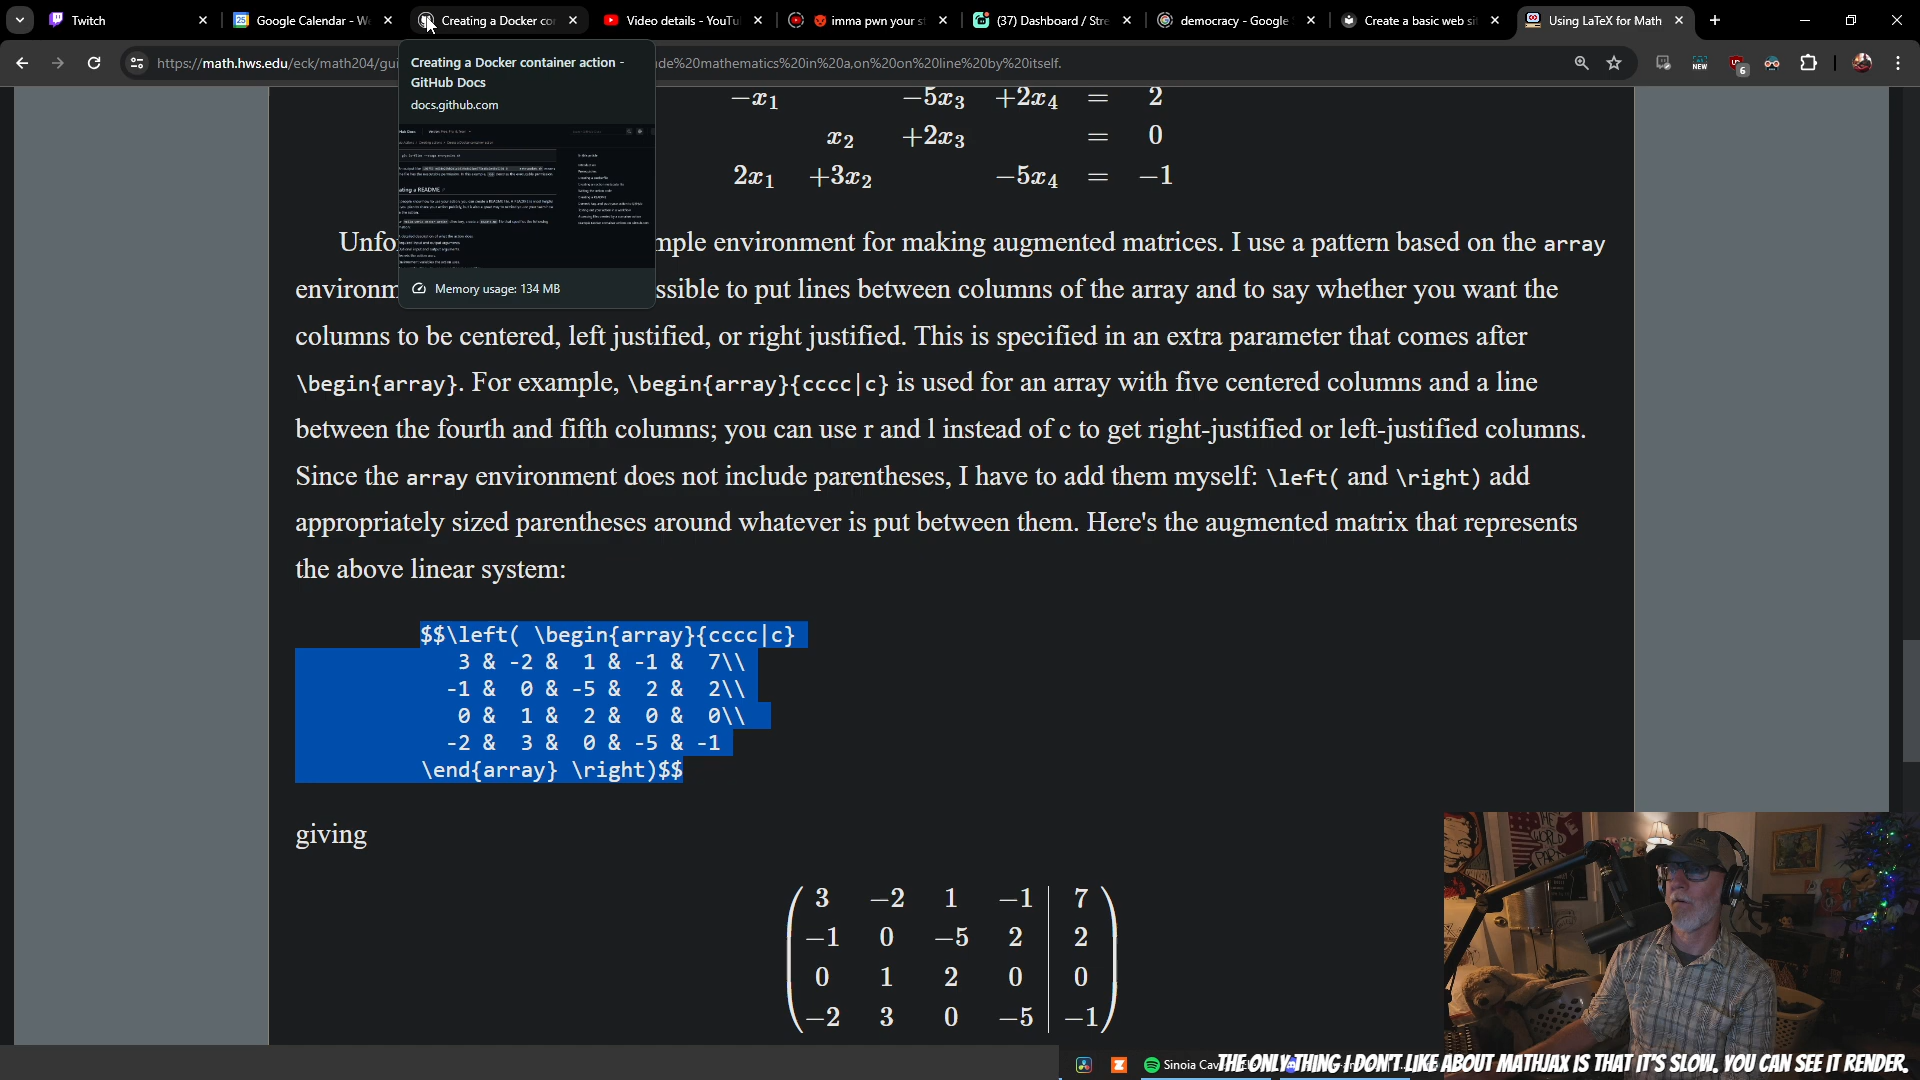 Twitch
Google Calendar - W
Creating a Docker co
Video details - YouTu
imma pwn your s
(37) Dashboard / Stre
democracy - Google
Create a basic web si
Using LaTeX for Math
https://math.hws.edu/eck/math204/gui
de%20mathematics%20in%20a,on%20on%20line%20by%20itself.
NEW
6
Creating a Docker container action -
GitHub Docs
docs.github.com
Memory usage: 134 MB
−x1 −5x3 +2x4 = 2
x2 +2x3 = 0
2x1 +3x2 −5x4 = −1
Unfo mple environment for making augmented matrices. I use a pattern based on the array
environm ssible to put lines between columns of the array and to say whether you want the
columns to be centered, left justified, or right justified. This is specified in an extra parameter that comes after
\begin{array}. For example, \begin{array}{cccc|c} is used for an array with five centered columns and a line
between the fourth and fifth columns; you can use r and l instead of c to get right-justified or left-justified columns.
Since the array environment does not include parentheses, I have to add them myself: \left( and \right) add
appropriately sized parentheses around whatever is put between them. Here's the augmented matrix that represents
the above linear system:
$$\left( \begin{array}{cccc|c}
3 & -2 & 1 & -1 & 7\\
-1 & 0 & -5 & 2 & 2\\
0 & 1 & 2 & 0 & 0\\
-2 & 3 & 0 & -5 & -1
\end{array} \right)$$
giving
3 −2 1 −1 7
−1 0 −5 2 2
0 1 2 0 0
−2 3 0 −5 −1
Sinoia Cav
THE ONLY THING I DON'T LIKE ABOUT MATHJAX IS THAT IT'S SLOW. YOU CAN SEE IT RENDER.